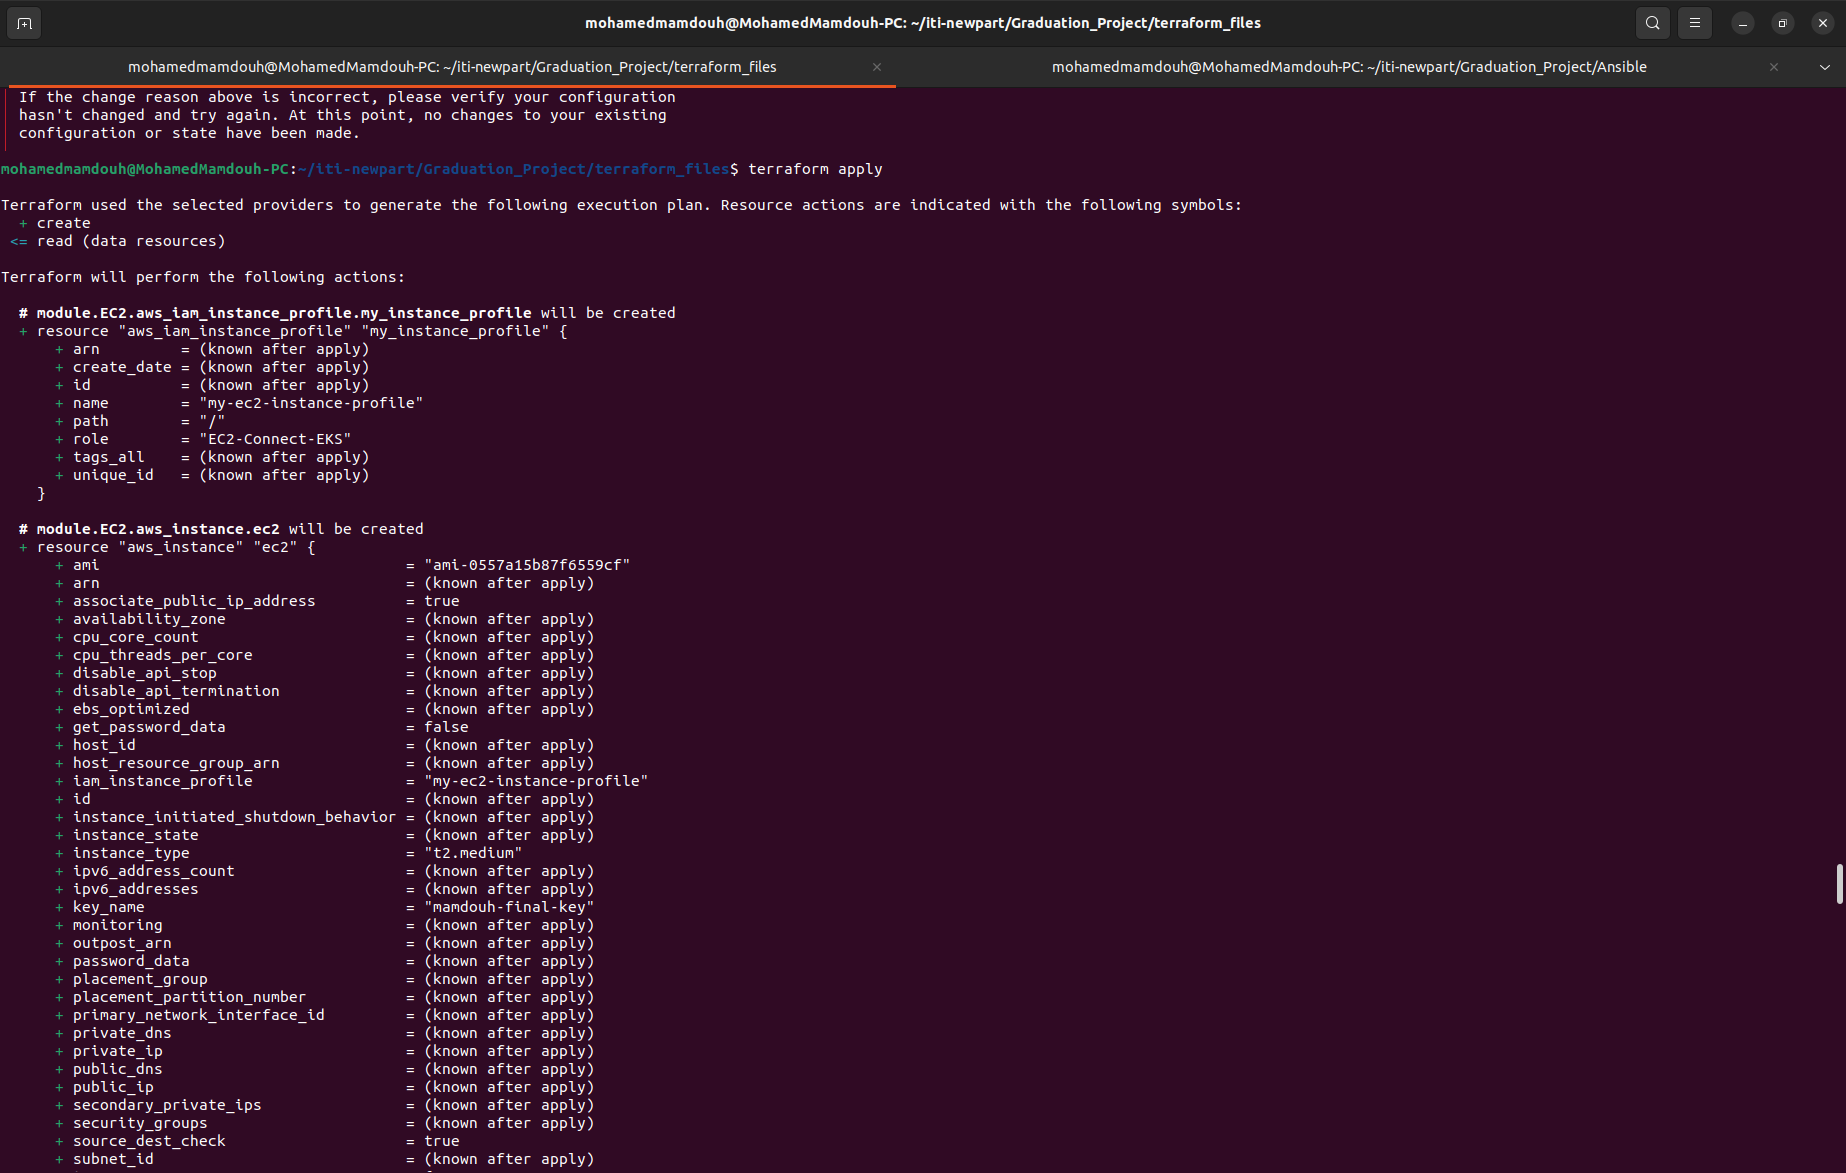 mohamedmamdouh@MohamedMamdouh-PC: ~/iti-newpart/Graduation_Project/terraform_files
mohamedmamdouh@MohamedMamdouh-PC: ~/iti-newpart/Graduation_Project/terraform_files
mohamedmamdouh@MohamedMamdouh-PC: ~/iti-newpart/Graduation_Project/Ansible
If the change reason above is incorrect, please verify your configuration
hasn't changed and try again. At this point, no changes to your existing
configuration or state have been made.
mohamedmamdouh@MohamedMamdouh-PC:~/iti-newpart/Graduation_Project/terraform_files$ terraform apply
Terraform used the selected providers to generate the following execution plan. Resource actions are indicated with the following symbols:
+ create
<= read (data resources)
Terraform will perform the following actions:
# module.EC2.aws_iam_instance_profile.my_instance_profile will be created
+ resource "aws_iam_instance_profile" "my_instance_profile" {
+ arn         = (known after apply)
+ create_date = (known after apply)
+ id          = (known after apply)
+ name        = "my-ec2-instance-profile"
+ path        = "/"
+ role        = "EC2-Connect-EKS"
+ tags_all    = (known after apply)
+ unique_id   = (known after apply)
}
# module.EC2.aws_instance.ec2 will be created
+ resource "aws_instance" "ec2" {
+ ami                                  = "ami-0557a15b87f6559cf"
+ arn                                  = (known after apply)
+ associate_public_ip_address          = true
+ availability_zone                    = (known after apply)
+ cpu_core_count                       = (known after apply)
+ cpu_threads_per_core                 = (known after apply)
+ disable_api_stop                     = (known after apply)
+ disable_api_termination              = (known after apply)
+ ebs_optimized                        = (known after apply)
+ get_password_data                    = false
+ host_id                              = (known after apply)
+ host_resource_group_arn              = (known after apply)
+ iam_instance_profile                 = "my-ec2-instance-profile"
+ id                                   = (known after apply)
+ instance_initiated_shutdown_behavior = (known after apply)
+ instance_state                       = (known after apply)
+ instance_type                        = "t2.medium"
+ ipv6_address_count                   = (known after apply)
+ ipv6_addresses                       = (known after apply)
+ key_name                             = "mamdouh-final-key"
+ monitoring                           = (known after apply)
+ outpost_arn                          = (known after apply)
+ password_data                        = (known after apply)
+ placement_group                      = (known after apply)
+ placement_partition_number           = (known after apply)
+ primary_network_interface_id         = (known after apply)
+ private_dns                          = (known after apply)
+ private_ip                           = (known after apply)
+ public_dns                           = (known after apply)
+ public_ip                            = (known after apply)
+ secondary_private_ips                = (known after apply)
+ security_groups                      = (known after apply)
+ source_dest_check                    = true
+ subnet_id                            = (known after apply)